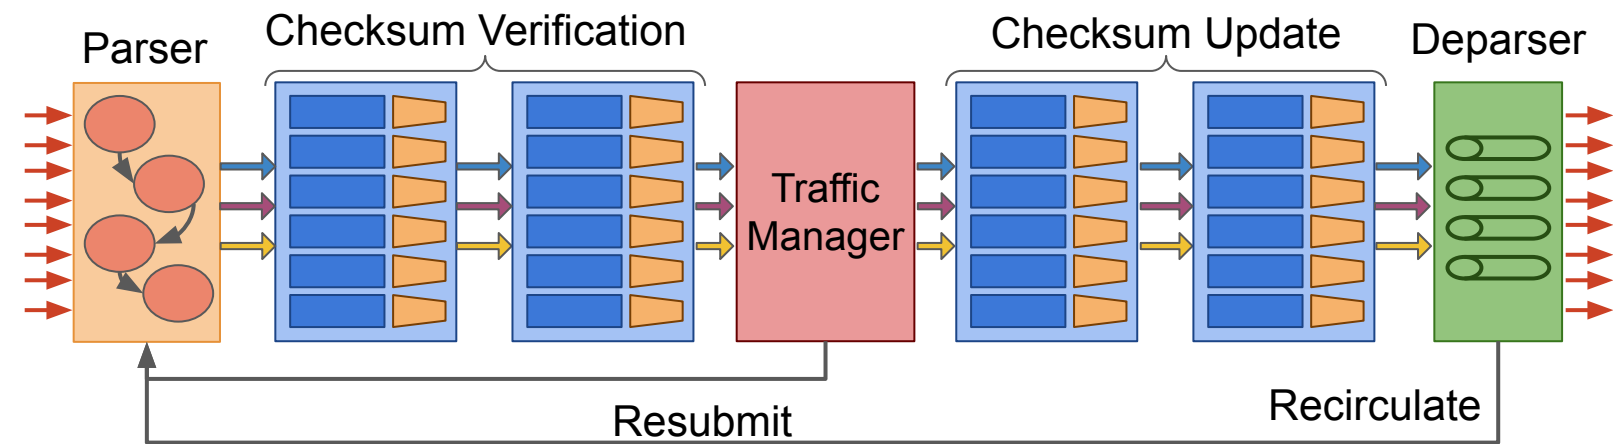 Parser
Checksum Verification
Checksum Update
Deparser
Traffic
Manager
Resubmit
Recirculate